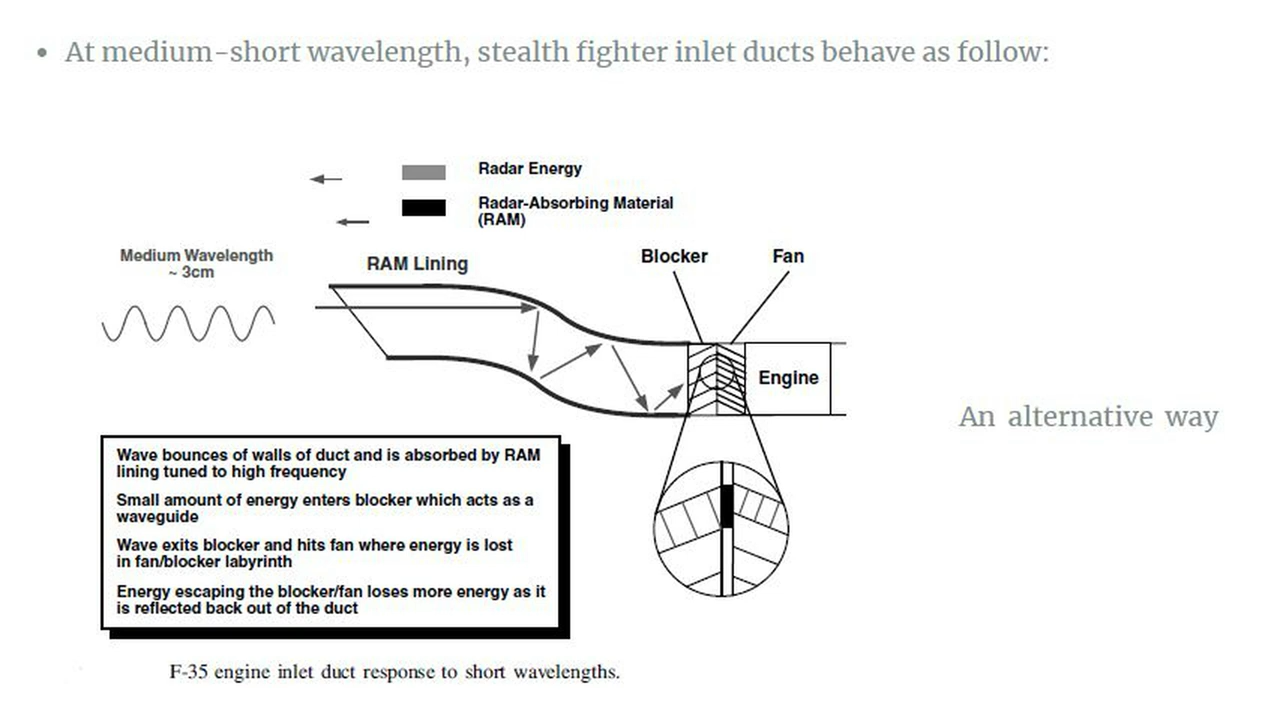 • At medium-short wavelength, stealth fighter inlet ducts behave as follow:
Radar Energy
Radar-Absorbing Material
(RAM)
Medium Wavelength
~ 3cm
RAM Lining
Blocker
Fan
Engine
An alternative way
Wave bounces of walls of duct and is absorbed by RAM
lining tuned to high frequency
Small amount of energy enters blocker which acts as a
waveguide
Wave exits blocker and hits fan where energy is lost
in fan/blocker labyrinth
Energy escaping the blocker/fan loses more energy as it
is reflected back out of the duct
F-35 engine inlet duct response to short wavelengths.